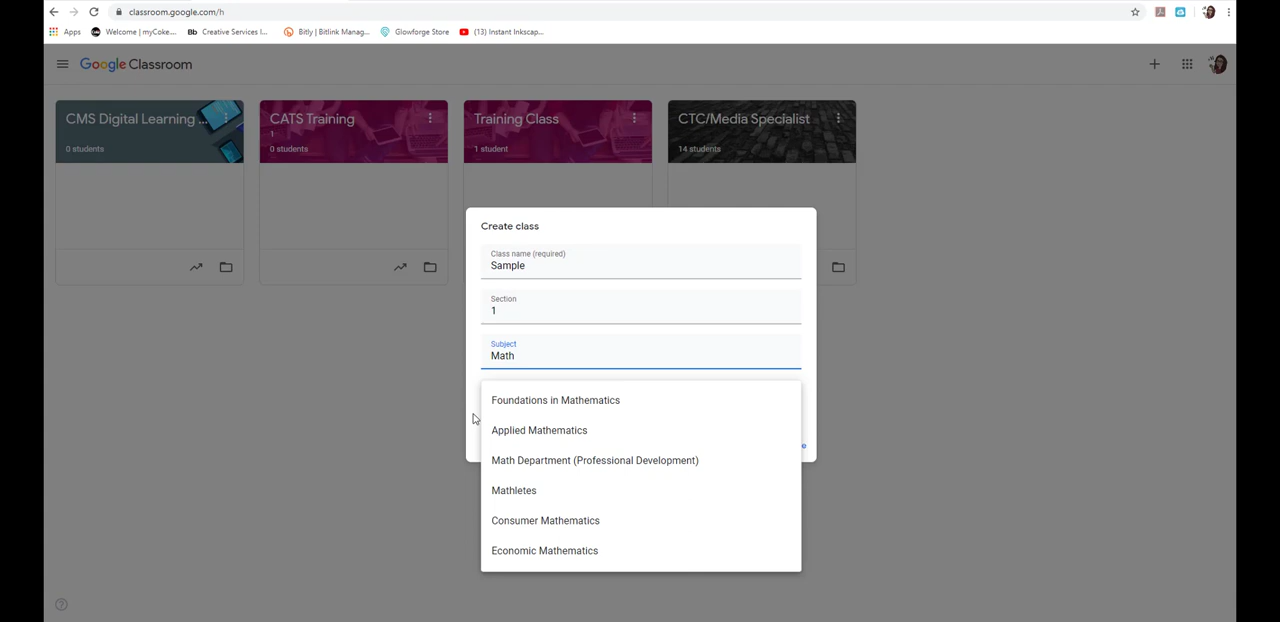 classroom.google.com/h
Apps Welcome | myCoke... Bb Creative Services I... Bitly | Bitlink Manag... Glowforge Store (13) Instant Inkscap...
Google Classroom
CMS Digital Learning ...
0 students
CATS Training
1
0 students
Training Class
1 student
CTC/Media Specialist
14 students
Create class
Class name (required)
Sample
Section
1
Subject
Math
Foundations in Mathematics
Applied Mathematics
Math Department (Professional Development)
Mathletes
Consumer Mathematics
Economic Mathematics